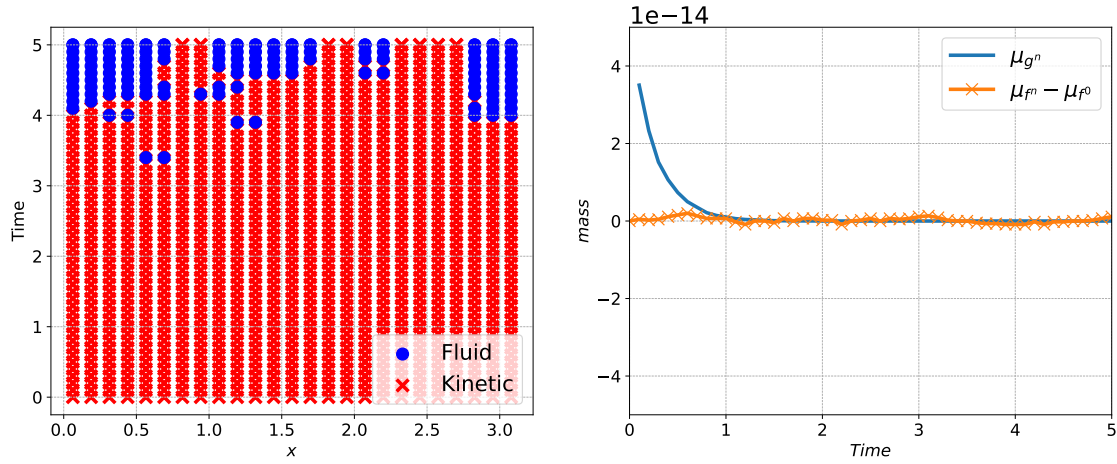 5
4
3
2
1
0
Time
0.0 0.5 1.0 1.5 2.0 2.5 3.0
x
Fluid
Kinetic
1e−14
4
2
0
−2
−4
mass
0 1 2 3 4 5
Time
μ_{g^n}
μ_{f^n} − μ_{f^0}